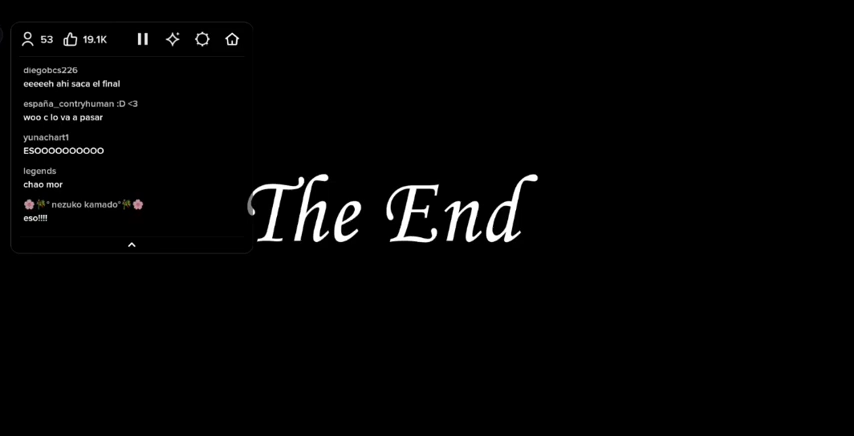 53 19.1K
diegobcs226
eeeeeh ahi saca el final
españa_contryhuman :D <3
woo c lo va a pasar
yunachart1
ESOOOOOOOOOO
legends
chao mor
🌸🎋" nezuko kamado"🎋🌸
eso!!!!
The End